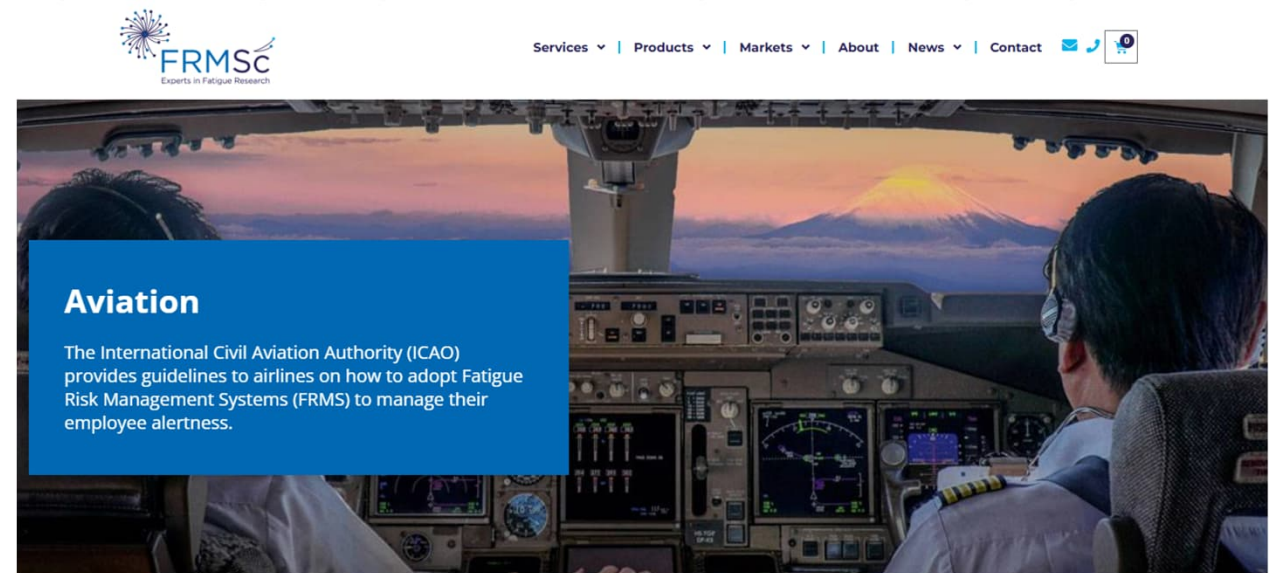 FRMSc
Experts in Fatigue Research
Services
Products
Markets
About
News
Contact
0
Aviation
The International Civil Aviation Authority (ICAO)
provides guidelines to airlines on how to adopt Fatigue
Risk Management Systems (FRMS) to manage their
employee alertness.